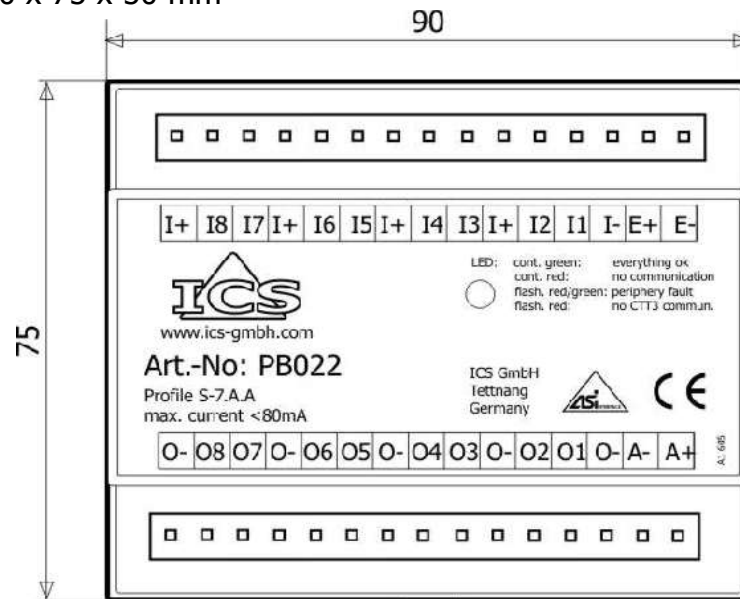 0 x 75 x 50 mm
90
75
I+ I8 I7 I+ I6 I5 I+ I4 I3 I+ I2 I1 I- E+ E-
ICS
www.ics-gmbh.com
LED: cont. green: everything ok
cont. red: no communication
flash. red/green: periphery fault
flash. red: no CTT3 commun.
Art.-No: PB022
Profile S-7.A.A
max. current <80mA
ICS GmbH
Tettnang
Germany
ASi
CE
O- O8 O7 O- O6 O5 O- O4 O3 O- O2 O1 O- A- A+